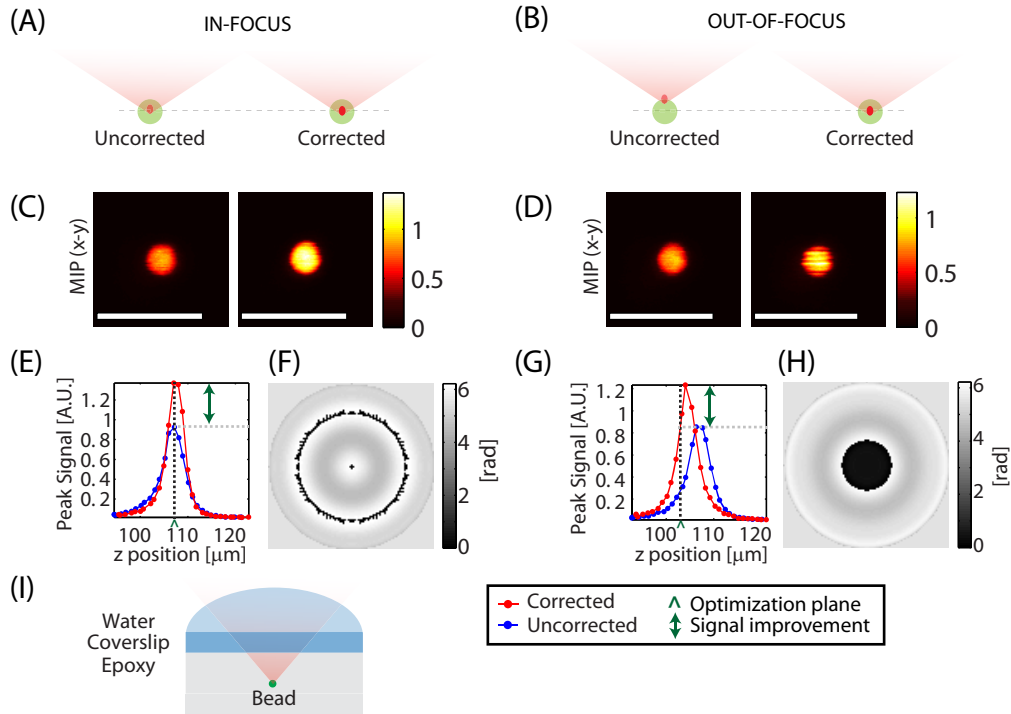 (A) IN-FOCUS
(B) OUT-OF-FOCUS
Uncorrected Corrected
Uncorrected Corrected
(C) MIP (x-y)
1
0.5
0
(D) MIP (x-y)
1
0.5
0
(E) Peak Signal [A.U.]
1.2
1
0.8
0.6
0.4
0.2
100 110 120
^
z position [μm]
(F)
6
4
2
0
[rad]
(G) Peak Signal [A.U.]
1.2
1
0.8
0.6
0.4
0.2
100 110 120
^
z position [μm]
(H)
6
4
2
0
[rad]
(I)
Water
Coverslip
Epoxy
Bead
Corrected
Uncorrected
^ Optimization plane
Signal improvement